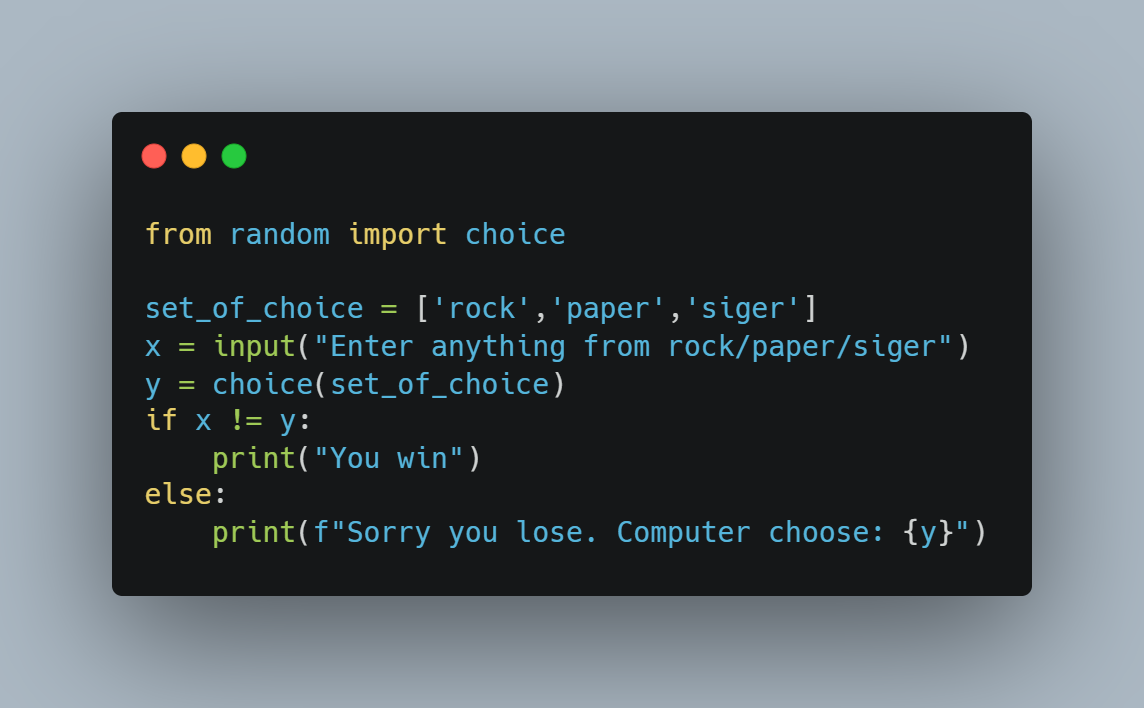 from random import choice
set_of_choice = ['rock','paper','siger']
x = input("Enter anything from rock/paper/siger")
y = choice(set_of_choice)
if x != y:
    print("You win")
else:
    print(f"Sorry you lose. Computer choose: {y}")